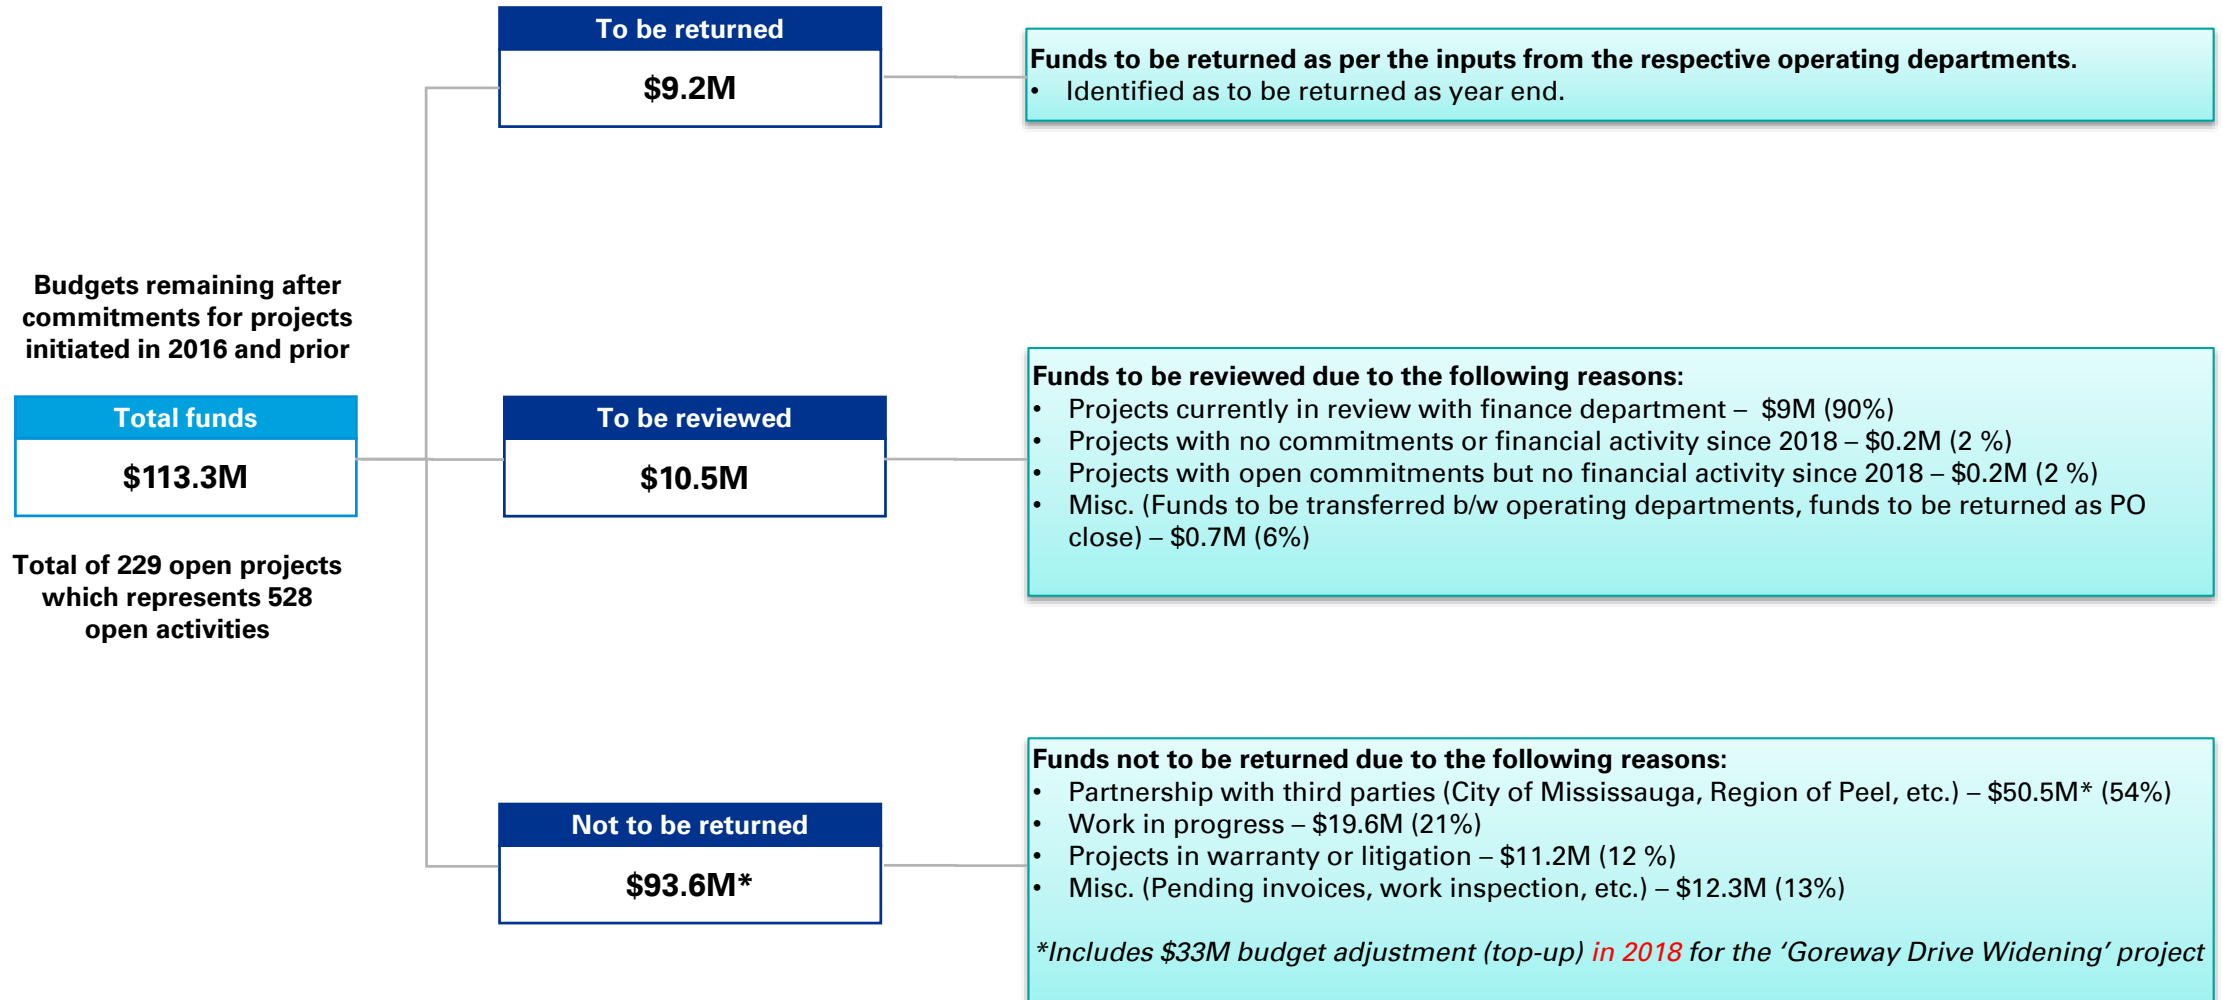 To be returned
$9.2M
Funds to be returned as per the inputs from the respective operating departments.
• Identified as to be returned as year end.
Budgets remaining after
commitments for projects
initiated in 2016 and prior
Total funds
$113.3M
Total of 229 open projects
which represents 528
open activities
To be reviewed
$10.5M
Funds to be reviewed due to the following reasons:
• Projects currently in review with finance department – $9M (90%)
• Projects with no commitments or financial activity since 2018 – $0.2M (2 %)
• Projects with open commitments but no financial activity since 2018 – $0.2M (2 %)
• Misc. (Funds to be transferred b/w operating departments, funds to be returned as PO
close) – $0.7M (6%)
Not to be returned
$93.6M*
Funds not to be returned due to the following reasons:
• Partnership with third parties (City of Mississauga, Region of Peel, etc.) – $50.5M* (54%)
• Work in progress – $19.6M (21%)
• Projects in warranty or litigation – $11.2M (12 %)
• Misc. (Pending invoices, work inspection, etc.) – $12.3M (13%)
*Includes $33M budget adjustment (top-up) in 2018 for the ‘Goreway Drive Widening’ project